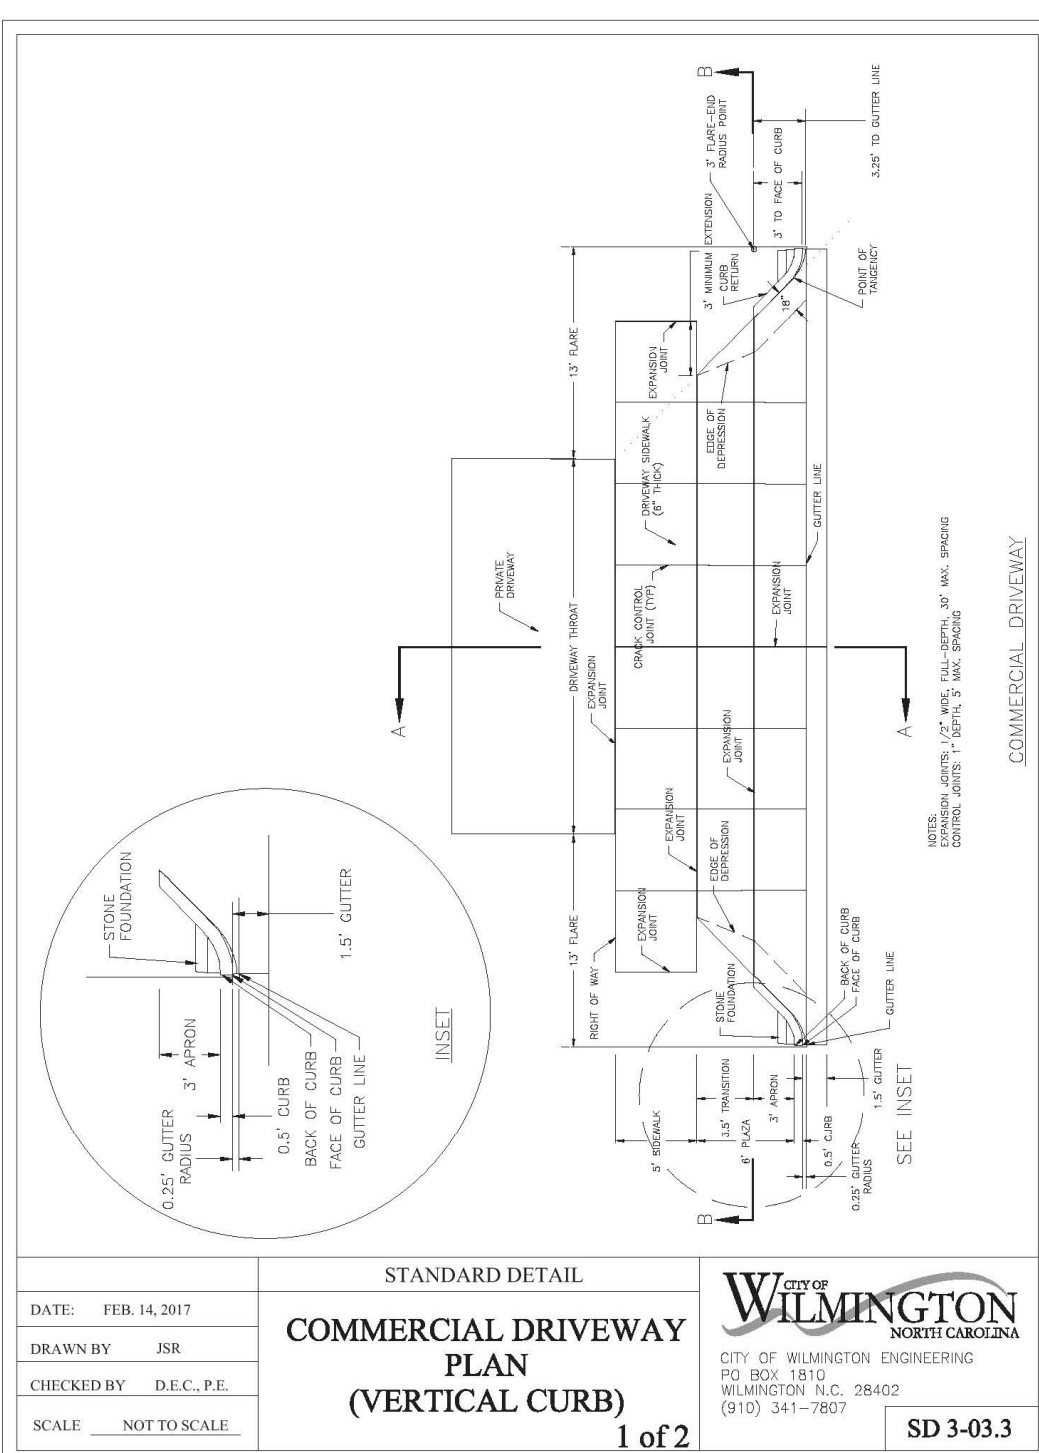 B
3' FLARE-END
RADIUS POINT
3.25' TO GUTTER LINE
3' TO FACE OF CURB
3' MINIMUM EXTENSION
CURB
RETURN
18"
POINT OF
TANGENCY
13' FLARE
EXPANSION
JOINT
EDGE OF
DEPRESSION
DRIVEWAY SIDEWALK
(6" THICK)
GUTTER LINE
PRIVATE
DRIVEWAY
CRACK CONTROL
JOINT (TYP)
EXPANSION
JOINT
DRIVEWAY THROAT
EXPANSION
JOINT
A
A
EXPANSION
JOINT
EXPANSION
JOINT
EDGE OF
DEPRESSION
EXPANSION
JOINT
13' FLARE
RIGHT OF WAY
STONE
FOUNDATION
BACK OF CURB
FACE OF CURB
GUTTER LINE
5' SIDEWALK
3.5' TRANSITION
6' PLAZA
3' APRON
0.5' CURB
0.25' GUTTER
RADIUS
1.5' GUTTER
SEE INSET
B
NOTES:
EXPANSION JOINTS: 1/2" WIDE, FULL-DEPTH, 30' MAX. SPACING
CONTROL JOINTS: 1" DEPTH, 5' MAX. SPACING
COMMERCIAL DRIVEWAY
STONE
FOUNDATION
1.5' GUTTER
3' APRON
0.25' GUTTER
RADIUS
0.5' CURB
BACK OF CURB
FACE OF CURB
GUTTER LINE
INSET
STANDARD DETAIL
DATE: FEB. 14, 2017
DRAWN BY JSR
CHECKED BY D.E.C., P.E.
SCALE NOT TO SCALE
COMMERCIAL DRIVEWAY
PLAN
(VERTICAL CURB)
1 of 2
CITY OF
WILMINGTON
NORTH CAROLINA
CITY OF WILMINGTON ENGINEERING
PO BOX 1810
WILMINGTON N.C. 28402
(910) 341-7807
SD 3-03.3